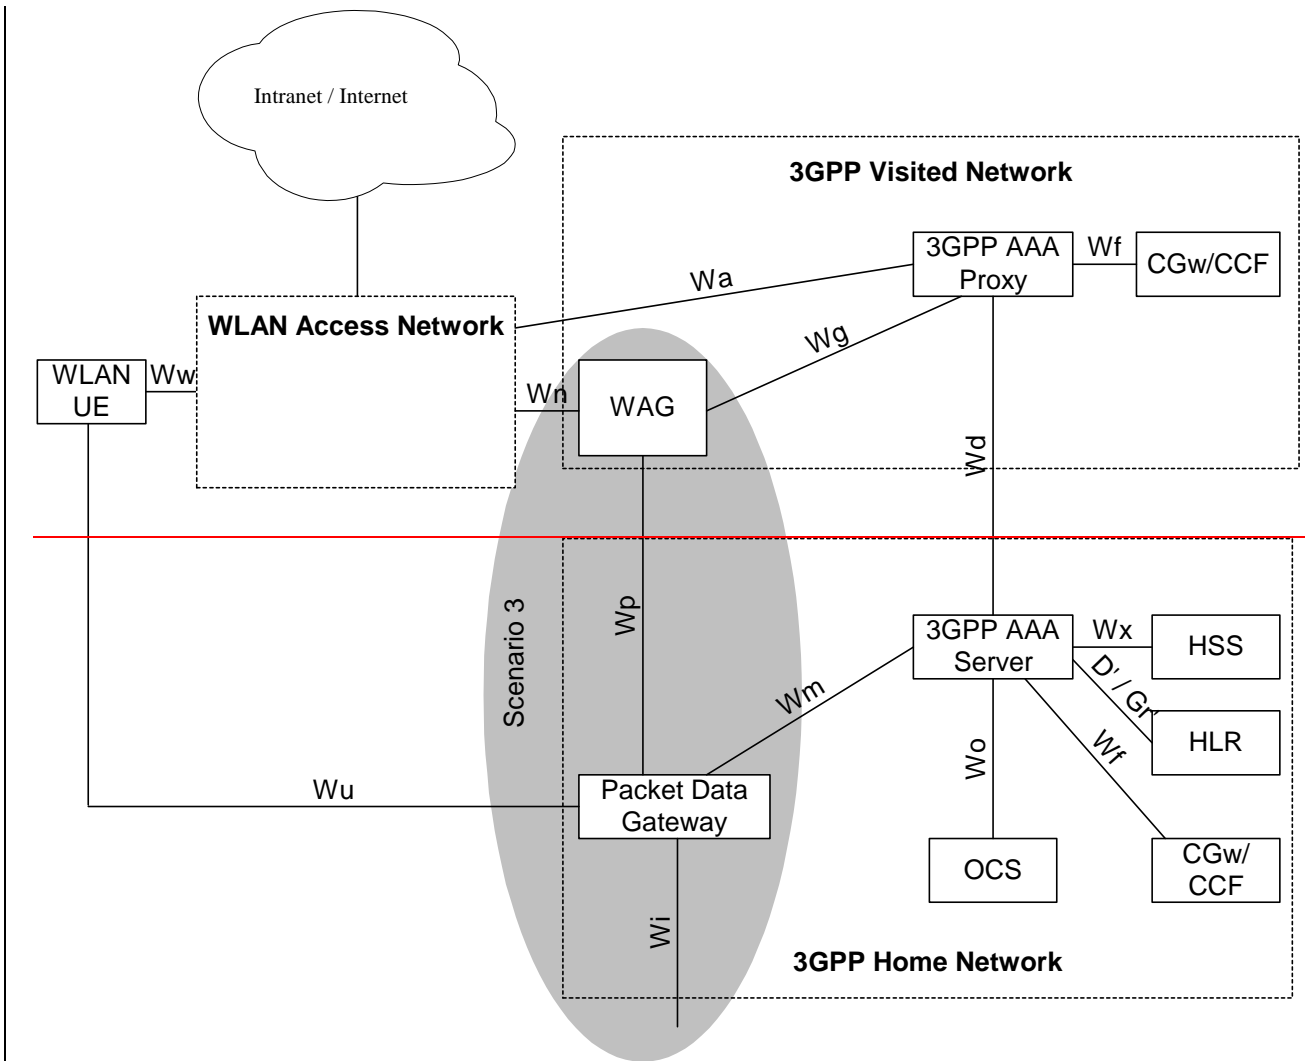 Intranet / Internet
3GPP Visited Network
3GPP AAA
Proxy
Wf
CGw/CCF
Wa
WLAN Access Network
Wg
WLAN
UE
Ww
Wn
WAG
Wd
Scenario 3
Wp
3GPP AAA
Server
Wx
HSS
D' / Gr'
HLR
Wm
Wo
Wf
Wu
Packet Data
Gateway
OCS
CGw/
CCF
Wi
3GPP Home Network